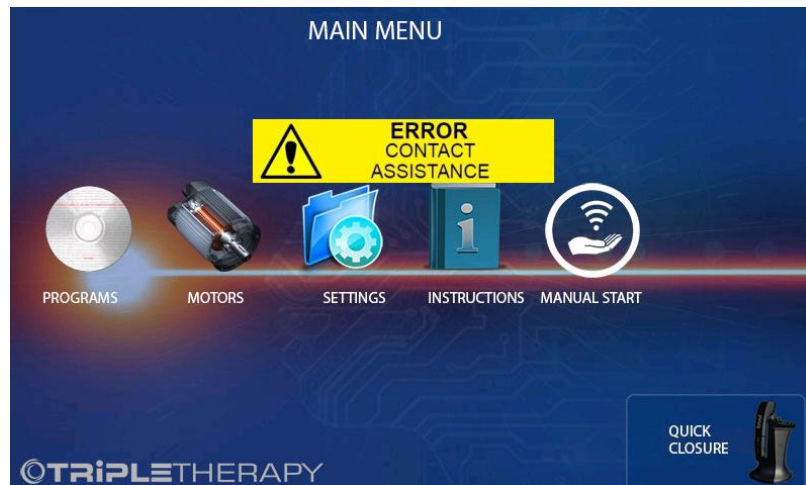 MAIN MENU
ERROR
CONTACT
ASSISTANCE
PROGRAMS
MOTORS
SETTINGS
INSTRUCTIONS
MANUAL START
QUICK
CLOSURE
TRiPLETHERAPY